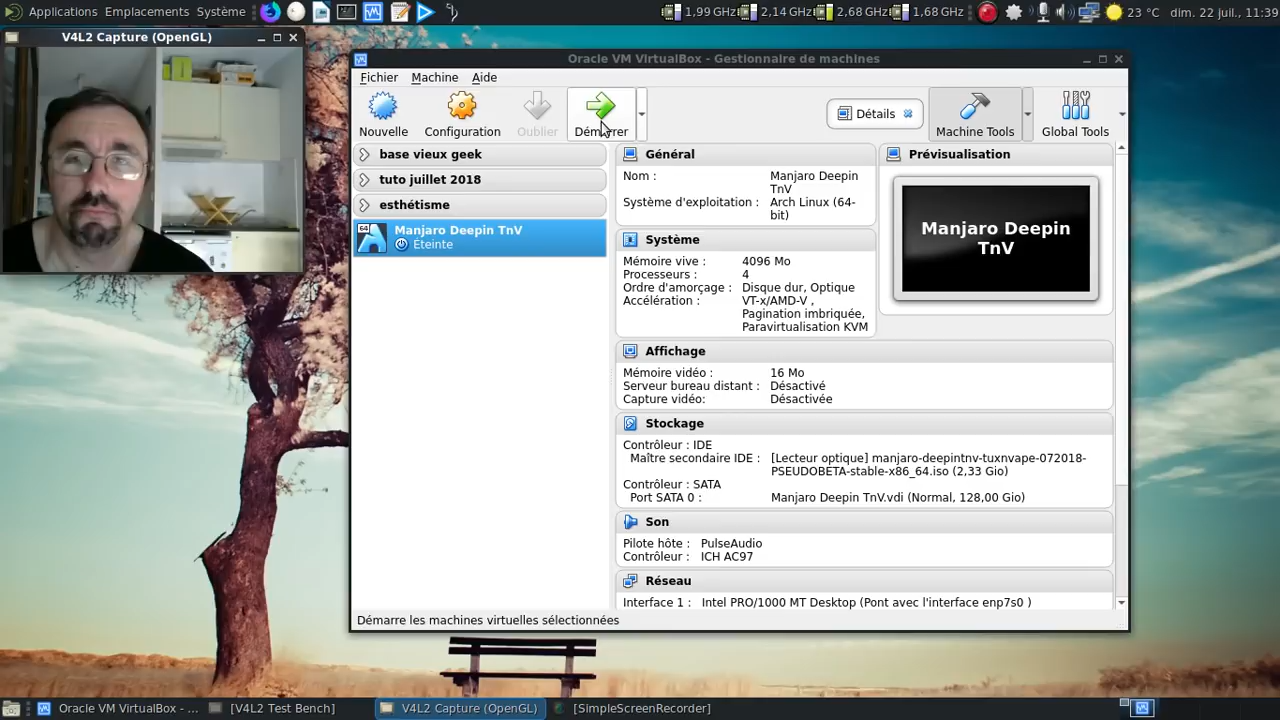 Applications Emplacements Système
1,99 GHz 2,14 GHz 2,68 GHz 1,68 GHz 23 °C dim. 22 juil., 11:39
V4L2 Capture (OpenGL)
Oracle VM VirtualBox - Gestionnaire de machines
Fichier Machine Aide
Nouvelle Configuration Oublier Démarrer Détails Machine Tools Global Tools
base vieux geek
tuto juillet 2018
esthétisme
64
Manjaro Deepin TnV
Éteinte
Général
Nom : Manjaro Deepin
TnV
Système d'exploitation : Arch Linux (64-
bit)
Système
Mémoire vive : 4096 Mo
Processeurs : 4
Ordre d'amorçage : Disque dur, Optique
Accélération : VT-x/AMD-V ,
Pagination imbriquée,
Paravirtualisation KVM
Prévisualisation
Manjaro Deepin
TnV
Affichage
Mémoire vidéo : 16 Mo
Serveur bureau distant : Désactivé
Capture vidéo: Désactivée
Stockage
Contrôleur : IDE
Maître secondaire IDE : [Lecteur optique] manjaro-deepintnv-tuxnvape-072018-
PSEUDOBETA-stable-x86_64.iso (2,33 Gio)
Contrôleur : SATA
Port SATA 0 : Manjaro Deepin TnV.vdi (Normal, 128,00 Gio)
Son
Pilote hôte : PulseAudio
Contrôleur : ICH AC97
Réseau
Interface 1 : Intel PRO/1000 MT Desktop (Pont avec l'interface enp7s0 )
Démarre les machines virtuelles sélectionnées
Oracle VM VirtualBox - ... [V4L2 Test Bench] V4L2 Capture (OpenGL) [SimpleScreenRecorder]